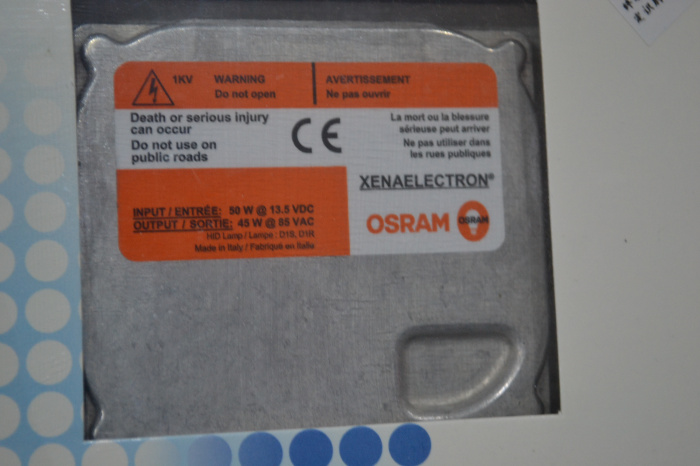 1KV WARNING
Do not open
AVERTISSEMENT
Ne pas ouvrir
Death or serious injury
can occur
Do not use on
public roads
CE
La mort ou la blessure
sérieuse peut arriver
Ne pas utiliser dans
les rues publiques
XENAELECTRON®
INPUT / ENTRÉE: 50 W @ 13.5 VDC
OUTPUT / SORTIE: 45 W @ 85 VAC
HID Lamp / Lampe : D1S, D1R
Made in Italy / Fabriqué en Italie
OSRAM
OSRAM